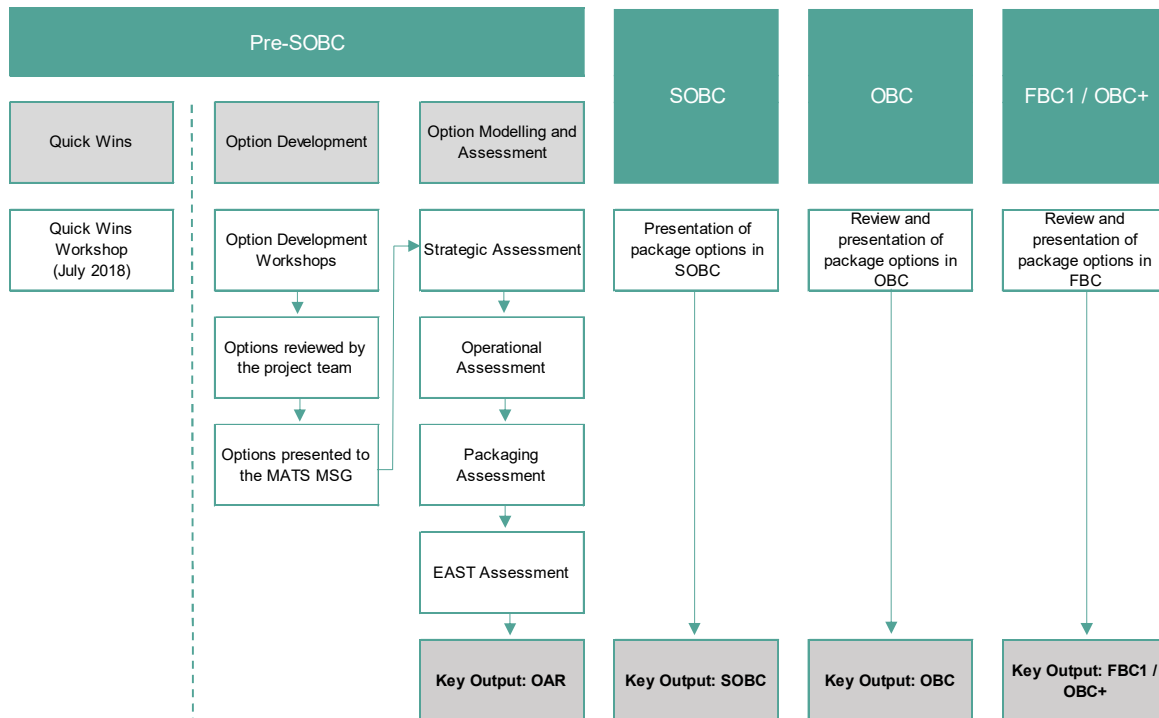 Pre-SOBC
SOBC
OBC
FBC1 / OBC+
Quick Wins
Option Development
Option Modelling and
Assessment
Quick Wins
Workshop
(July 2018)
Option Development
Workshops
Options reviewed by
the project team
Options presented to
the MATS MSG
Strategic Assessment
Operational
Assessment
Packaging
Assessment
EAST Assessment
Key Output: OAR
Presentation of
package options in
SOBC
Key Output: SOBC
Review and
presentation of
package options in
OBC
Key Output: OBC
Review and
presentation of
package options in
FBC
Key Output: FBC1 /
OBC+